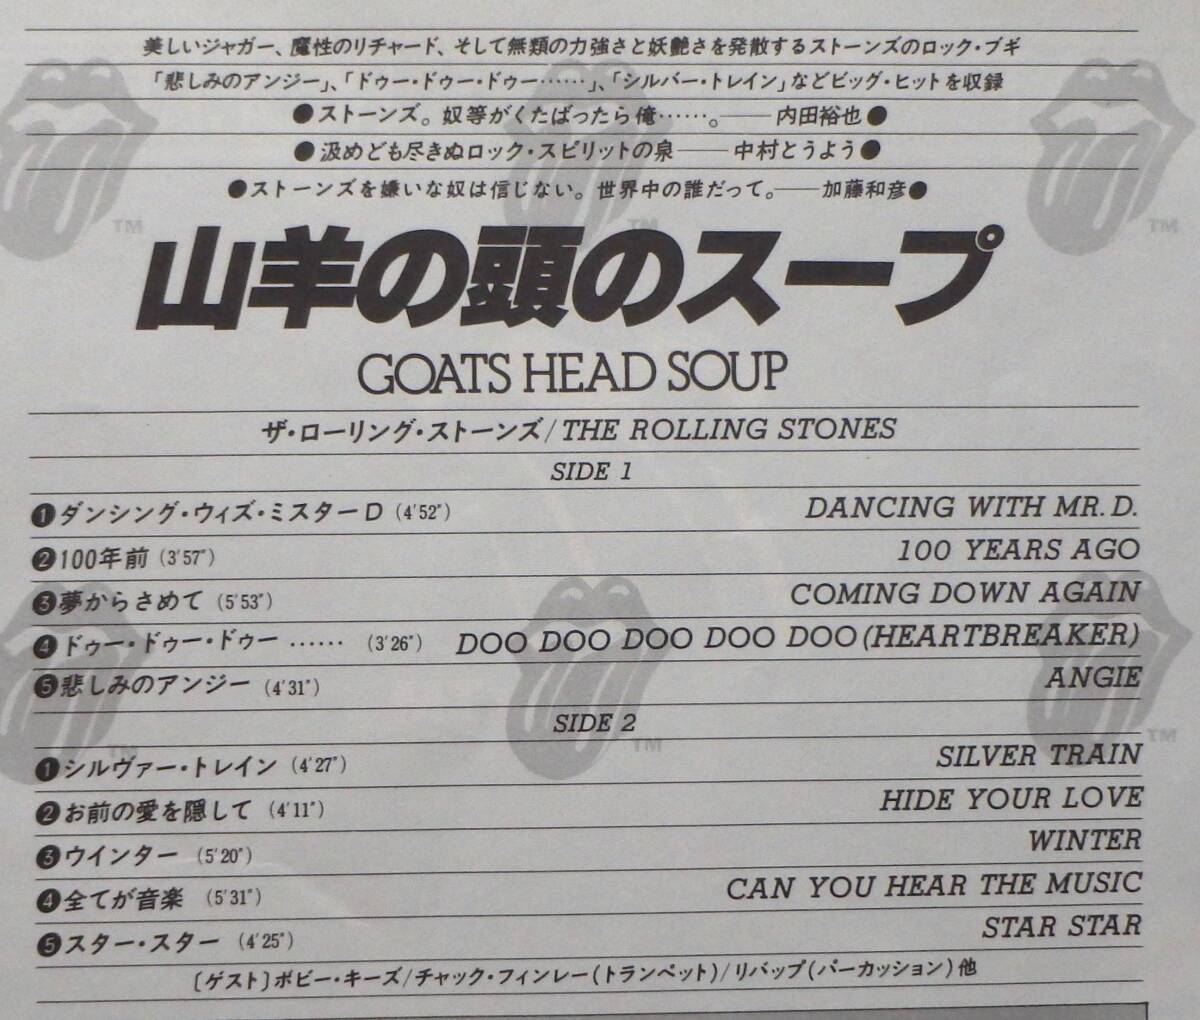 美しいジャガー、魔性のリチャード、そして無類の力強さと妖艶さを発散するストーンズのロック・ブギ
「悲しみのアンジー」、「ドゥー・ドゥー・ドゥー……」、「シルバー・トレイン」などビッグ・ヒットを収録
●ストーンズ。奴等がくたばったら俺……。——内田裕也●
●汲めども尽きぬロック・スピリットの泉——中村とうよう●
●ストーンズを嫌いな奴は信じない。世界中の誰だって。——加藤和彦●
TM TM TM
山羊の頭のスープ
GOATS HEAD SOUP
ザ・ローリング・ストーンズ/THE ROLLING STONES
SIDE 1
❶ダンシング・ウィズ・ミスターD (4'52") DANCING WITH MR. D.
❷100年前 (3'57") 100 YEARS AGO
❸夢からさめて (5'53") COMING DOWN AGAIN
❹ドゥー・ドゥー・ドゥー …… (3'26") DOO DOO DOO DOO DOO (HEARTBREAKER)
❺悲しみのアンジー (4'31") ANGIE
SIDE 2
TM TM TM
❶シルヴァー・トレイン (4'27") SILVER TRAIN
❷お前の愛を隠して (4'11") HIDE YOUR LOVE
❸ウインター (5'20") WINTER
❹全てが音楽 (5'31") CAN YOU HEAR THE MUSIC
❺スター・スター (4'25") STAR STAR
〔ゲスト〕ボビー・キーズ/チャック・フィンレー(トランペット)/リバップ(パーカッション)他